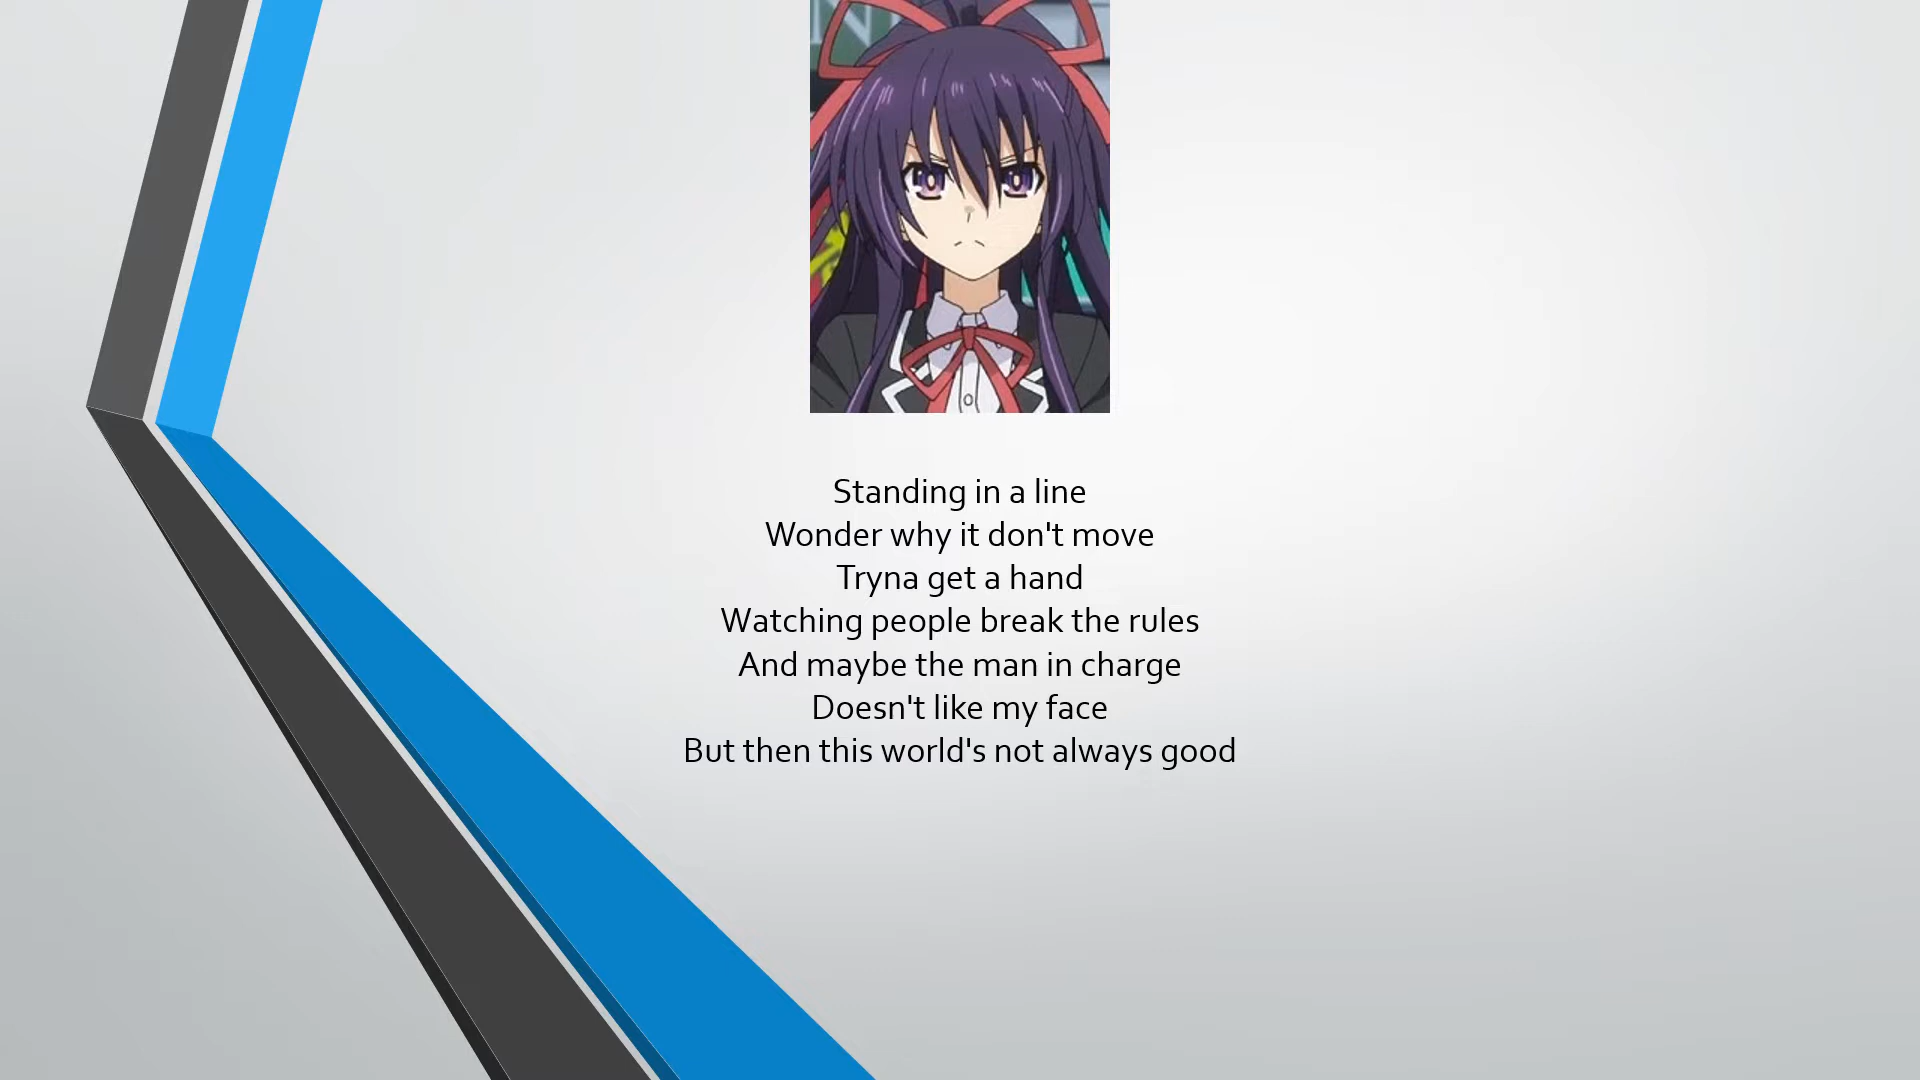 Standing in a line
Wonder why it don't move
Tryna get a hand
Watching people break the rules
And maybe the man in charge
Doesn't like my face
But then this world's not always good